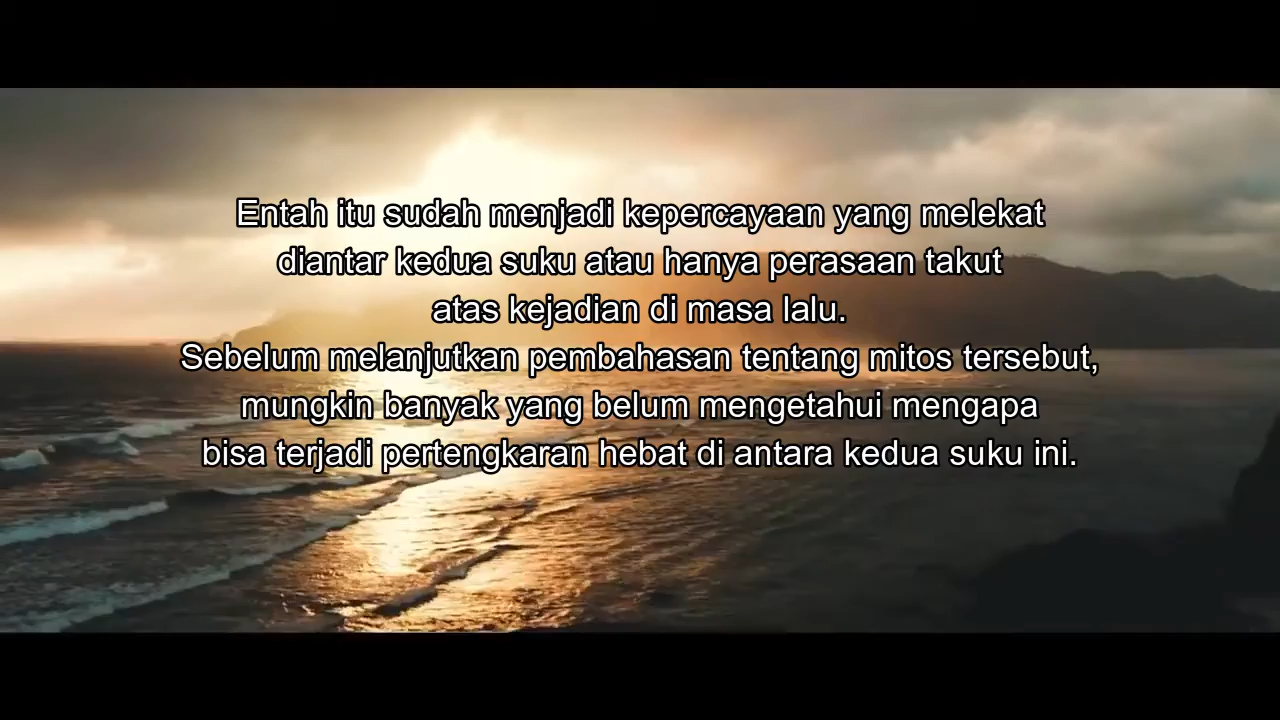 Entah itu sudah menjadi kepercayaan yang melekat
diantar kedua suku atau hanya perasaan takut
atas kejadian di masa lalu.
Sebelum melanjutkan pembahasan tentang mitos tersebut,
mungkin banyak yang belum mengetahui mengapa
bisa terjadi pertengkaran hebat di antara kedua suku ini.